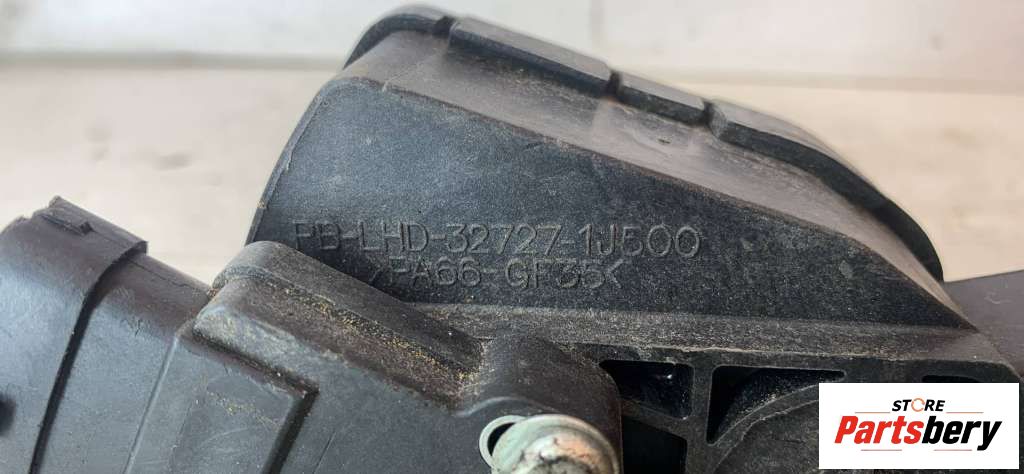 PB-LHD-32727-1J500
>PA66-GF35<
STORE
Partsbery